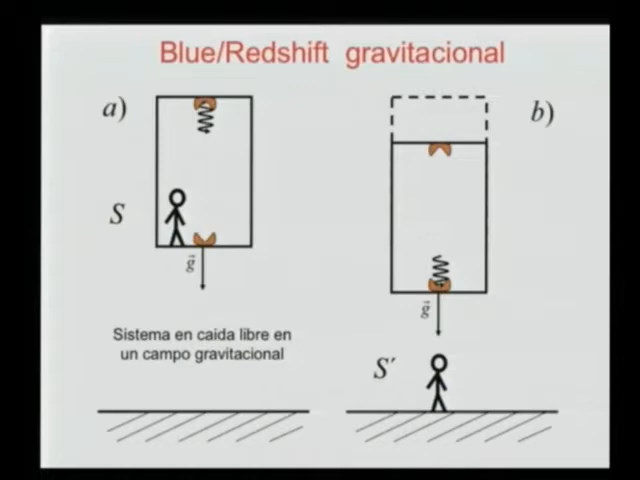 Blue/Redshift gravitacional
a)
b)
S
g
g
Sistema en caida libre en
un campo gravitacional
S´